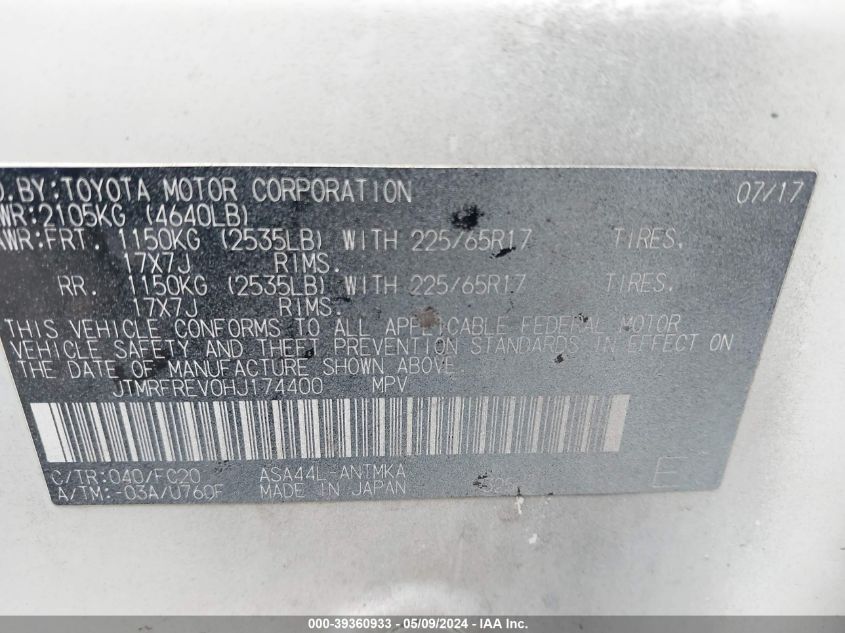 D.BY:TOYOTA MOTOR CORPORATION 07/17
WR:2105KG (4640LB)
AWR:FRT. 1150KG (2535LB) WITH 225/65R17 TIRES.
17X7J RIMS.
RR. 1150KG (2535LB) WITH 225/65R17 TIRES.
17X7J RIMS.
THIS VEHICLE CONFORMS TO ALL APPLICABLE FEDERAL MOTOR
VEHICLE SAFETY AND THEFT PREVENTION STANDARDS IN EFFECT ON
THE DATE OF MANUFACTURE SHOWN ABOVE.
JTMRFREV0HJ174400 MPV
C/TR:040/FC20 ASA44L-ANTMKA
A/TM:-03A/U760F MADE IN JAPAN E
000-39360933 - 05/09/2024 - © IAA Inc.